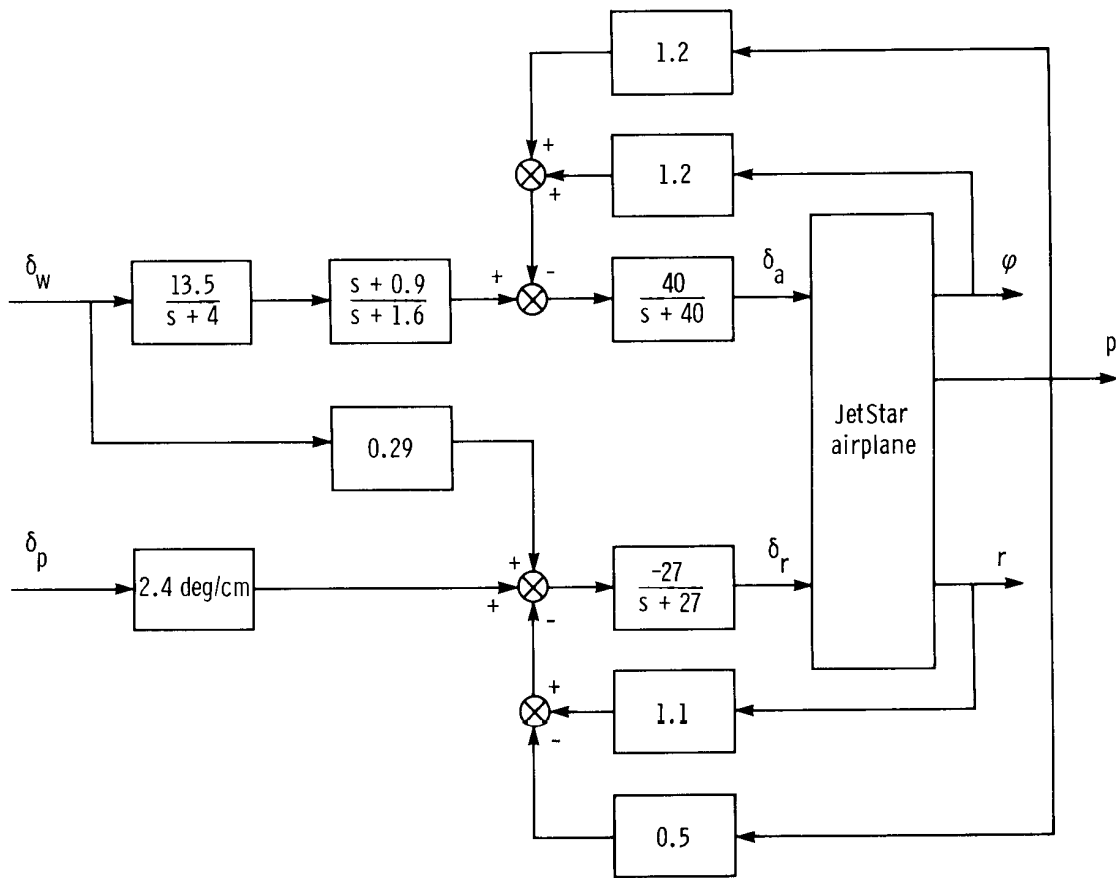 1.2
+
1.2
+
δw
13.5
s + 4
s + 0.9
s + 1.6
+
-
40
s + 40
δa
φ
p
JetStar
airplane
0.29
δp
2.4 deg/cm
+
+
-
-27
s + 27
δr
r
+
1.1
-
0.5